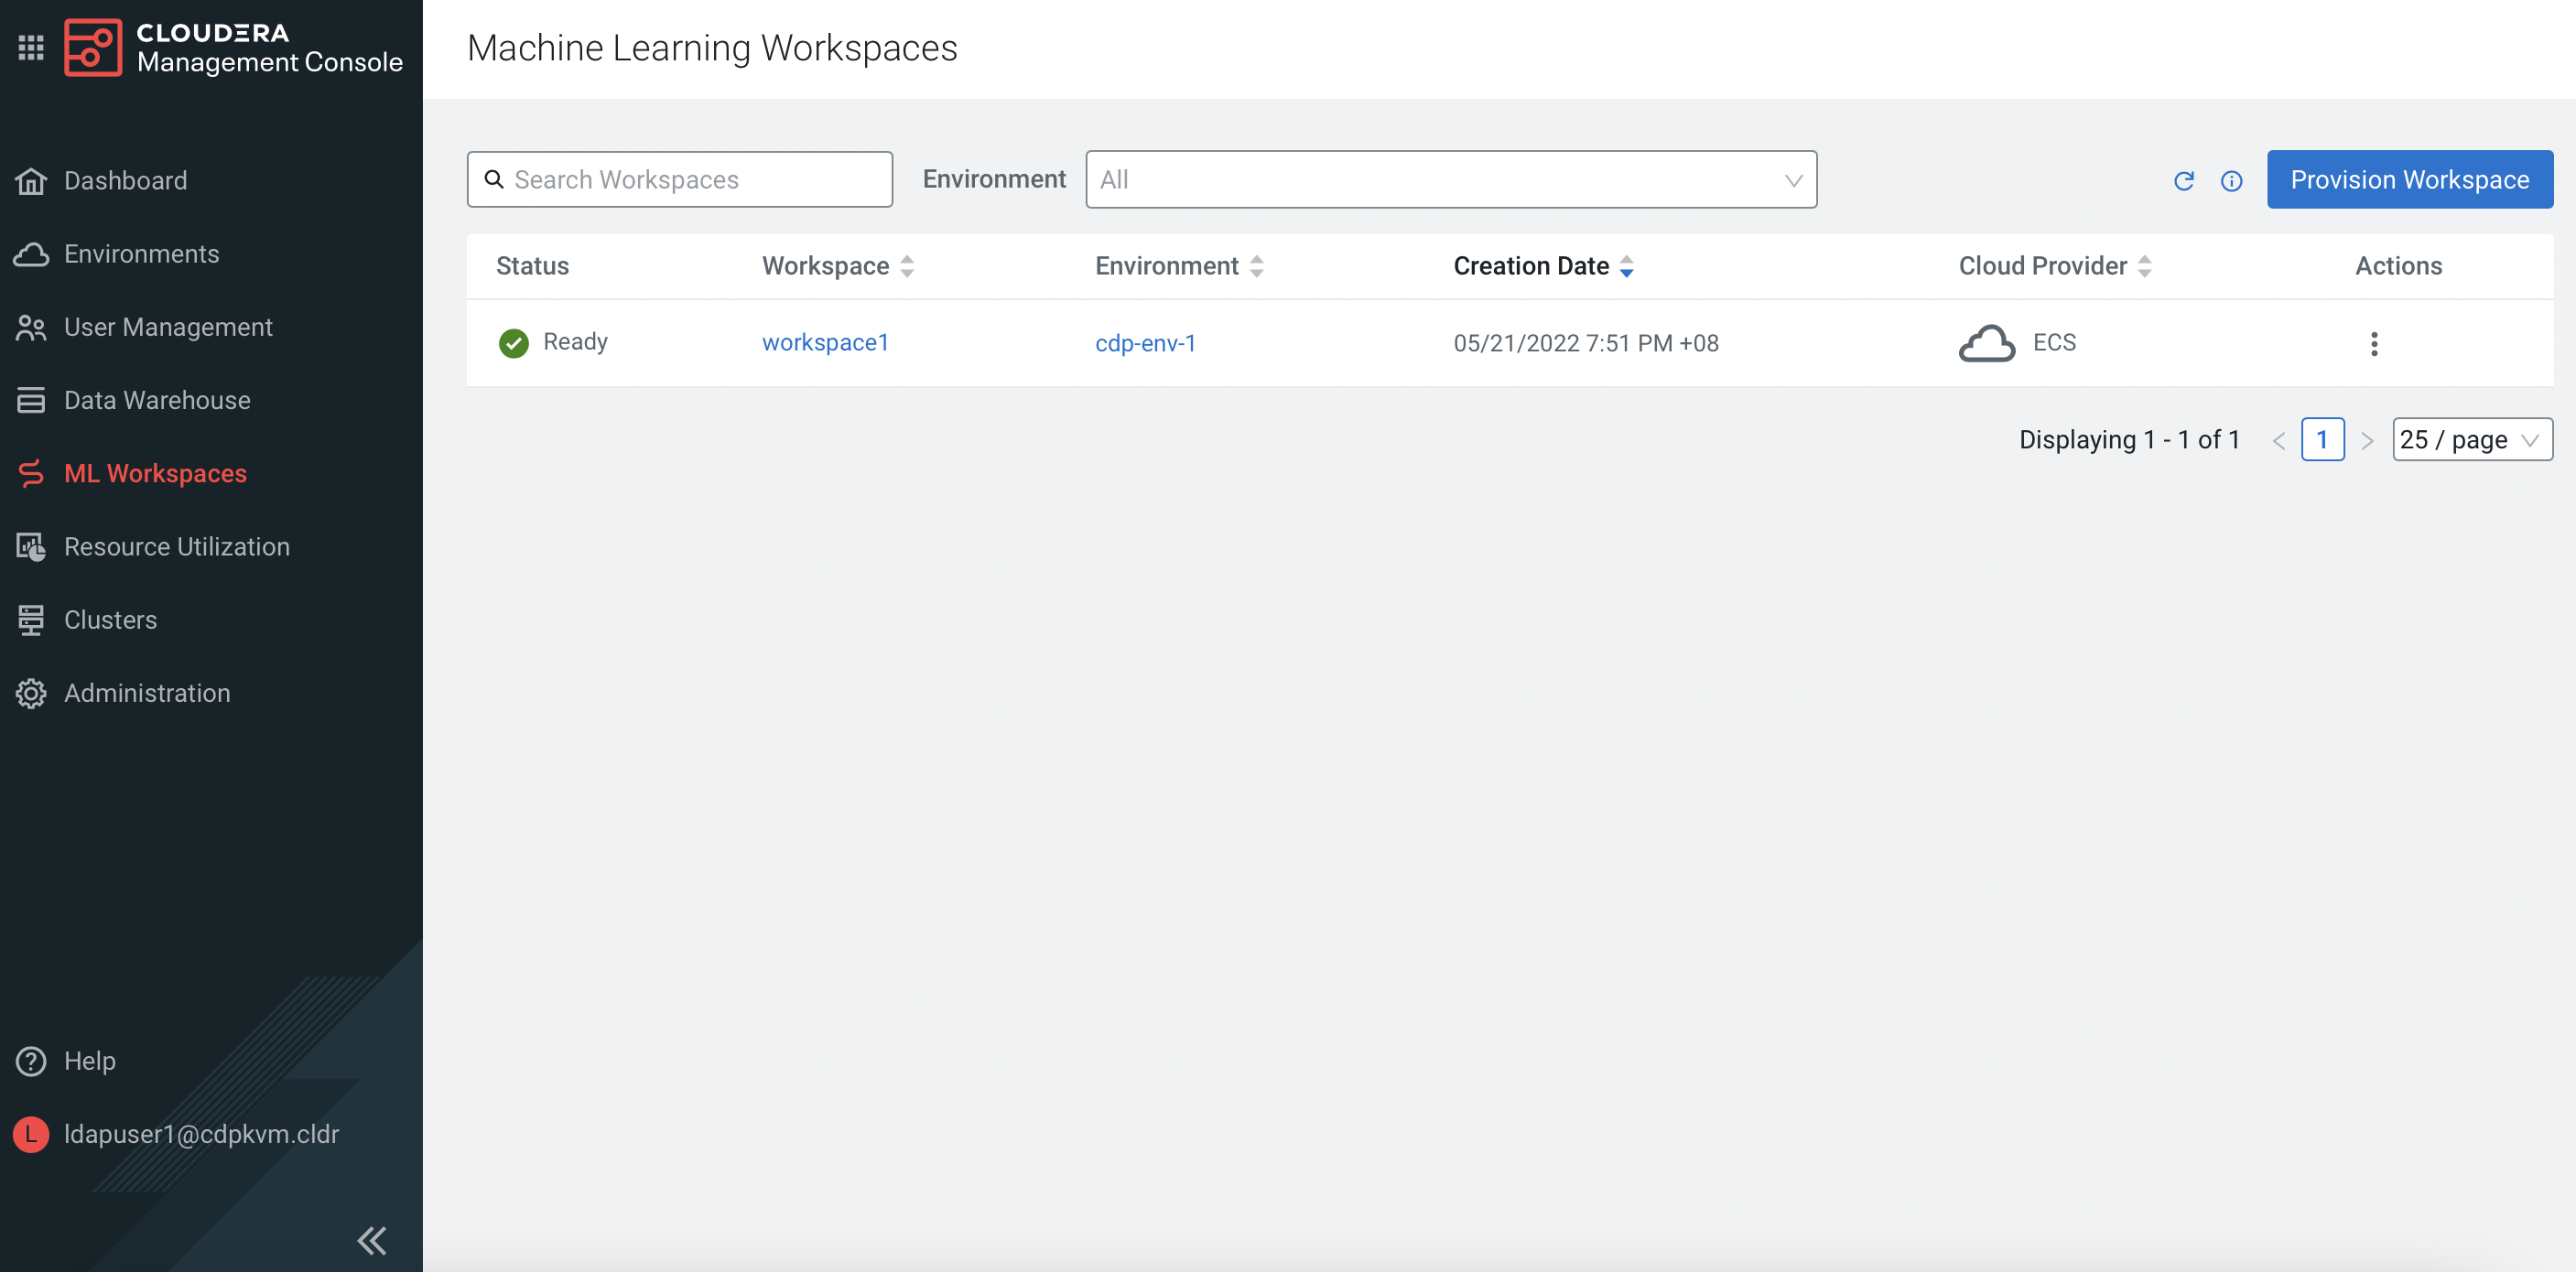 CLOUDERA
Management Console
Dashboard
Environments
User Management
Data Warehouse
ML Workspaces
Resource Utilization
Clusters
Administration
Help
L ldapuser1@cdpkvm.cldr
Machine Learning Workspaces
Search Workspaces Environment All Provision Workspace
Status Workspace Environment Creation Date Cloud Provider Actions
Ready workspace1 cdp-env-1 05/21/2022 7:51 PM +08 ECS
Displaying 1 - 1 of 1 < 1 > 25 / page